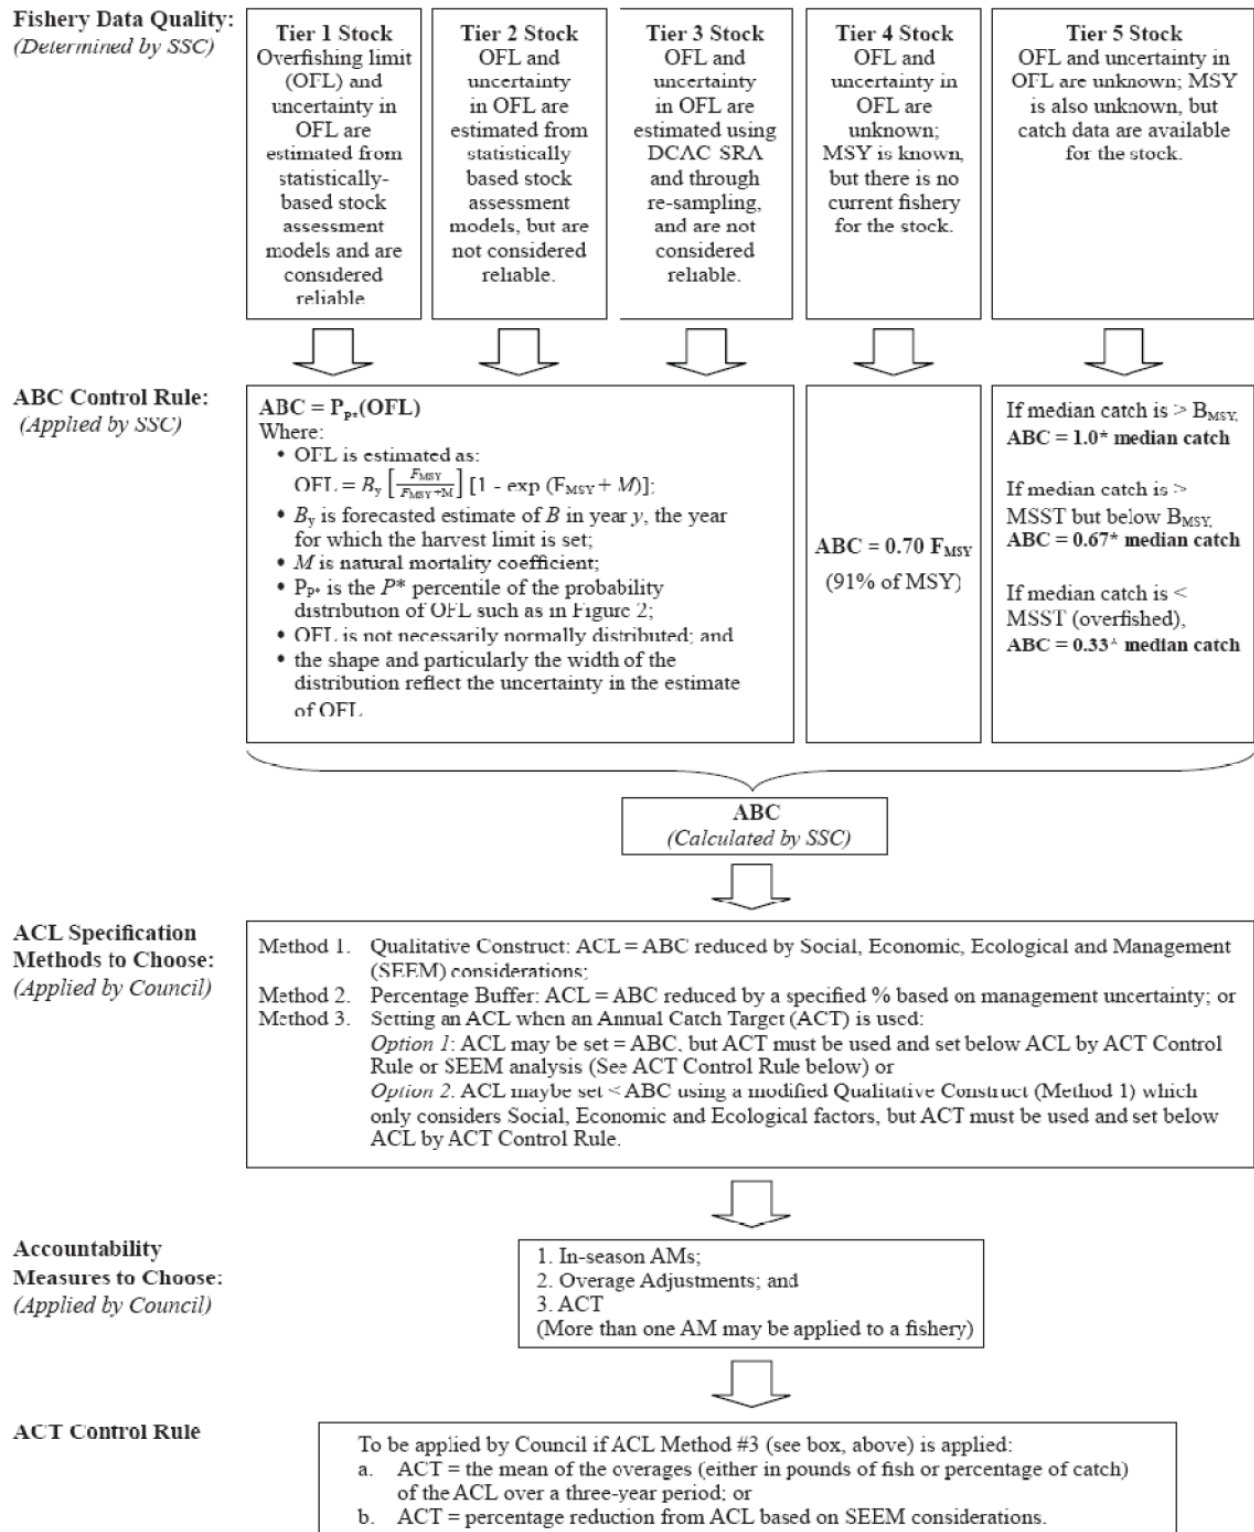 Fishery Data Quality:
(Determined by SSC)
Tier 1 Stock
Overfishing limit
(OFL) and
uncertainty in
OFL are
estimated from
statistically-
based stock
assessment
models and are
considered
reliable
Tier 2 Stock
OFL and
uncertainty
in OFL are
estimated from
statistically
based stock
assessment
models, but are
not considered
reliable.
Tier 3 Stock
OFL and
uncertainty
in OFL are
estimated using
DCAC SRA
and through
re-sampling,
and are not
considered
reliable.
Tier 4 Stock
OFL and
uncertainty in
OFL are
unknown;
MSY is known,
but there is no
current fishery
for the stock.
Tier 5 Stock
OFL and uncertainty in
OFL are unknown; MSY
is also unknown, but
catch data are available
for the stock.
ABC Control Rule:
(Applied by SSC)
ABC = P_P*(OFL)
Where:
• OFL is estimated as:
OFL = B_y [F_MSY / F_MSY+M] [1 - exp (F_MSY + M)];
• B_y is forecasted estimate of B in year y, the year
for which the harvest limit is set;
• M is natural mortality coefficient;
• P_P* is the P* percentile of the probability
distribution of OFL such as in Figure 2;
• OFL is not necessarily normally distributed; and
• the shape and particularly the width of the
distribution reflect the uncertainty in the estimate
of OFL
ABC = 0.70 F_MSY
(91% of MSY)
If median catch is > B_MSY,
ABC = 1.0* median catch
If median catch is >
MSST but below B_MSY,
ABC = 0.67* median catch
If median catch is <
MSST (overfished),
ABC = 0.33* median catch
ABC
(Calculated by SSC)
ACL Specification
Methods to Choose:
(Applied by Council)
Method 1. Qualitative Construct: ACL = ABC reduced by Social, Economic, Ecological and Management
(SEEM) considerations;
Method 2. Percentage Buffer: ACL = ABC reduced by a specified % based on management uncertainty; or
Method 3. Setting an ACL when an Annual Catch Target (ACT) is used:
Option 1: ACL may be set = ABC, but ACT must be used and set below ACL by ACT Control
Rule or SEEM analysis (See ACT Control Rule below) or
Option 2. ACL maybe set < ABC using a modified Qualitative Construct (Method 1) which
only considers Social, Economic and Ecological factors, but ACT must be used and set below
ACL by ACT Control Rule.
Accountability
Measures to Choose:
(Applied by Council)
1. In-season AMs;
2. Overage Adjustments; and
3. ACT
(More than one AM may be applied to a fishery)
ACT Control Rule
To be applied by Council if ACL Method #3 (see box, above) is applied:
a. ACT = the mean of the overages (either in pounds of fish or percentage of catch)
of the ACL over a three-year period; or
b. ACT = percentage reduction from ACL based on SEEM considerations.